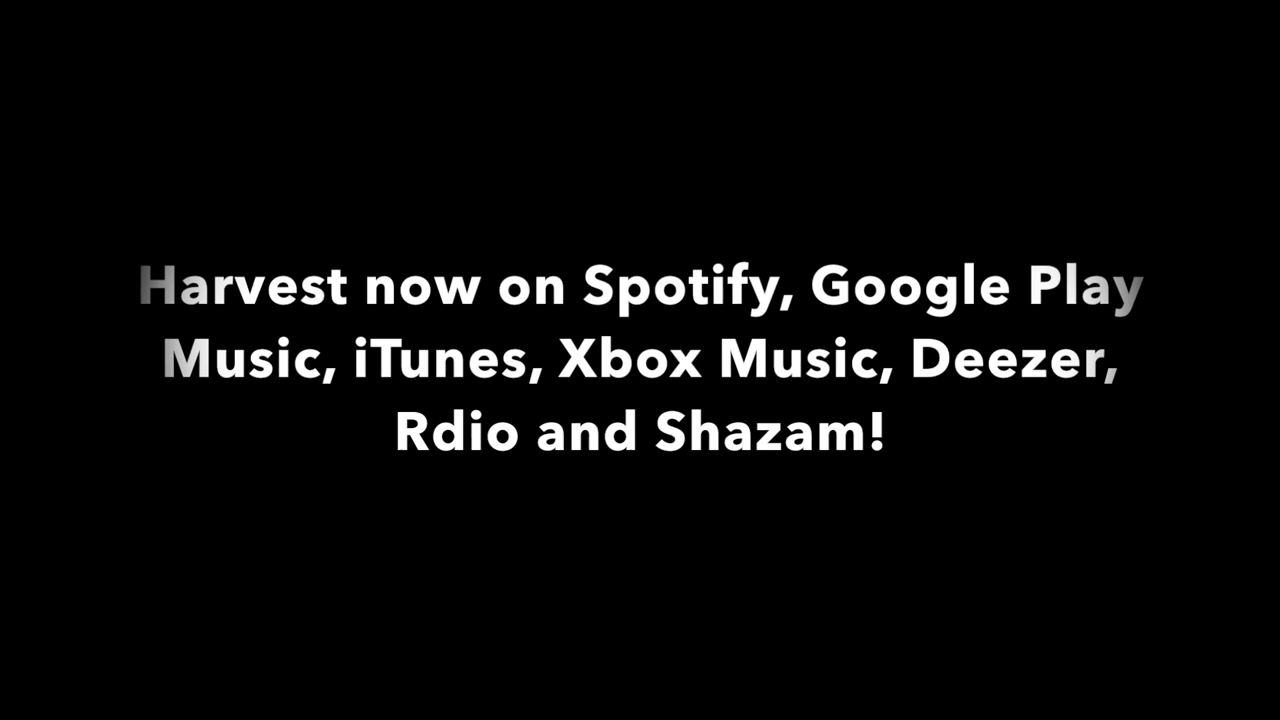 Harvest now on Spotify, Google Play
Music, iTunes, Xbox Music, Deezer,
Rdio and Shazam!